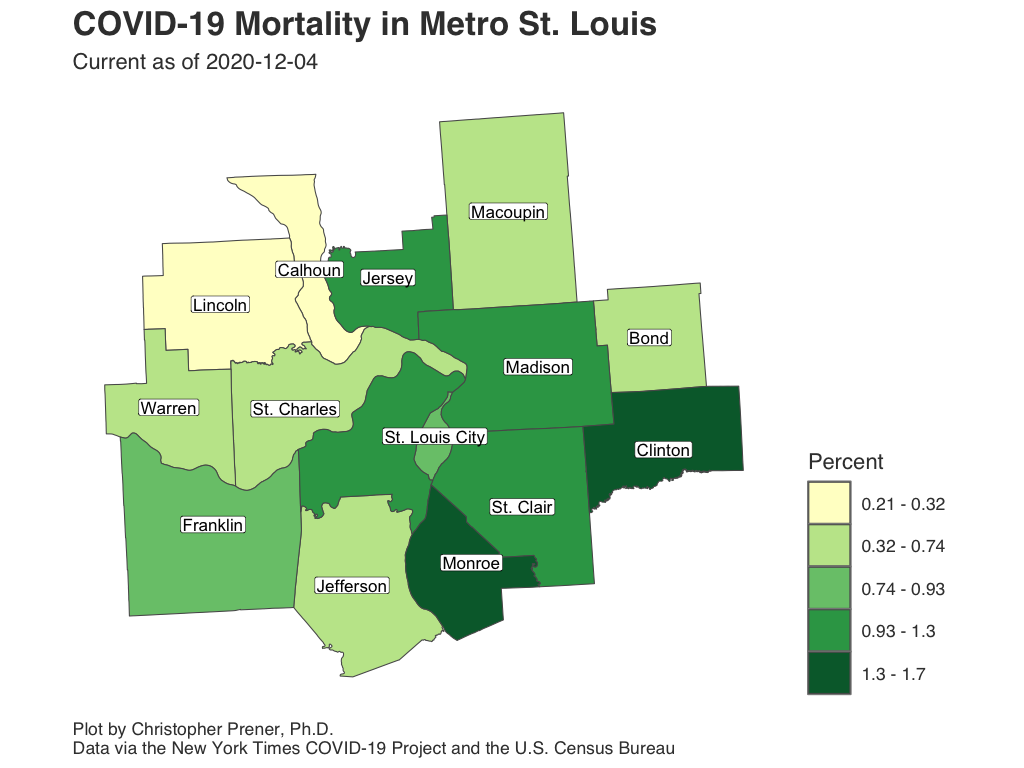 COVID-19 Mortality in Metro St. Louis
Current as of 2020-12-04
Macoupin
Calhoun
Jersey
Lincoln
Bond
Madison
Warren
St. Charles
St. Louis City
Clinton
Percent
0.21 - 0.32
0.32 - 0.74
0.74 - 0.93
0.93 - 1.3
1.3 - 1.7
St. Clair
Franklin
Monroe
Jefferson
Plot by Christopher Prener, Ph.D.
Data via the New York Times COVID-19 Project and the U.S. Census Bureau